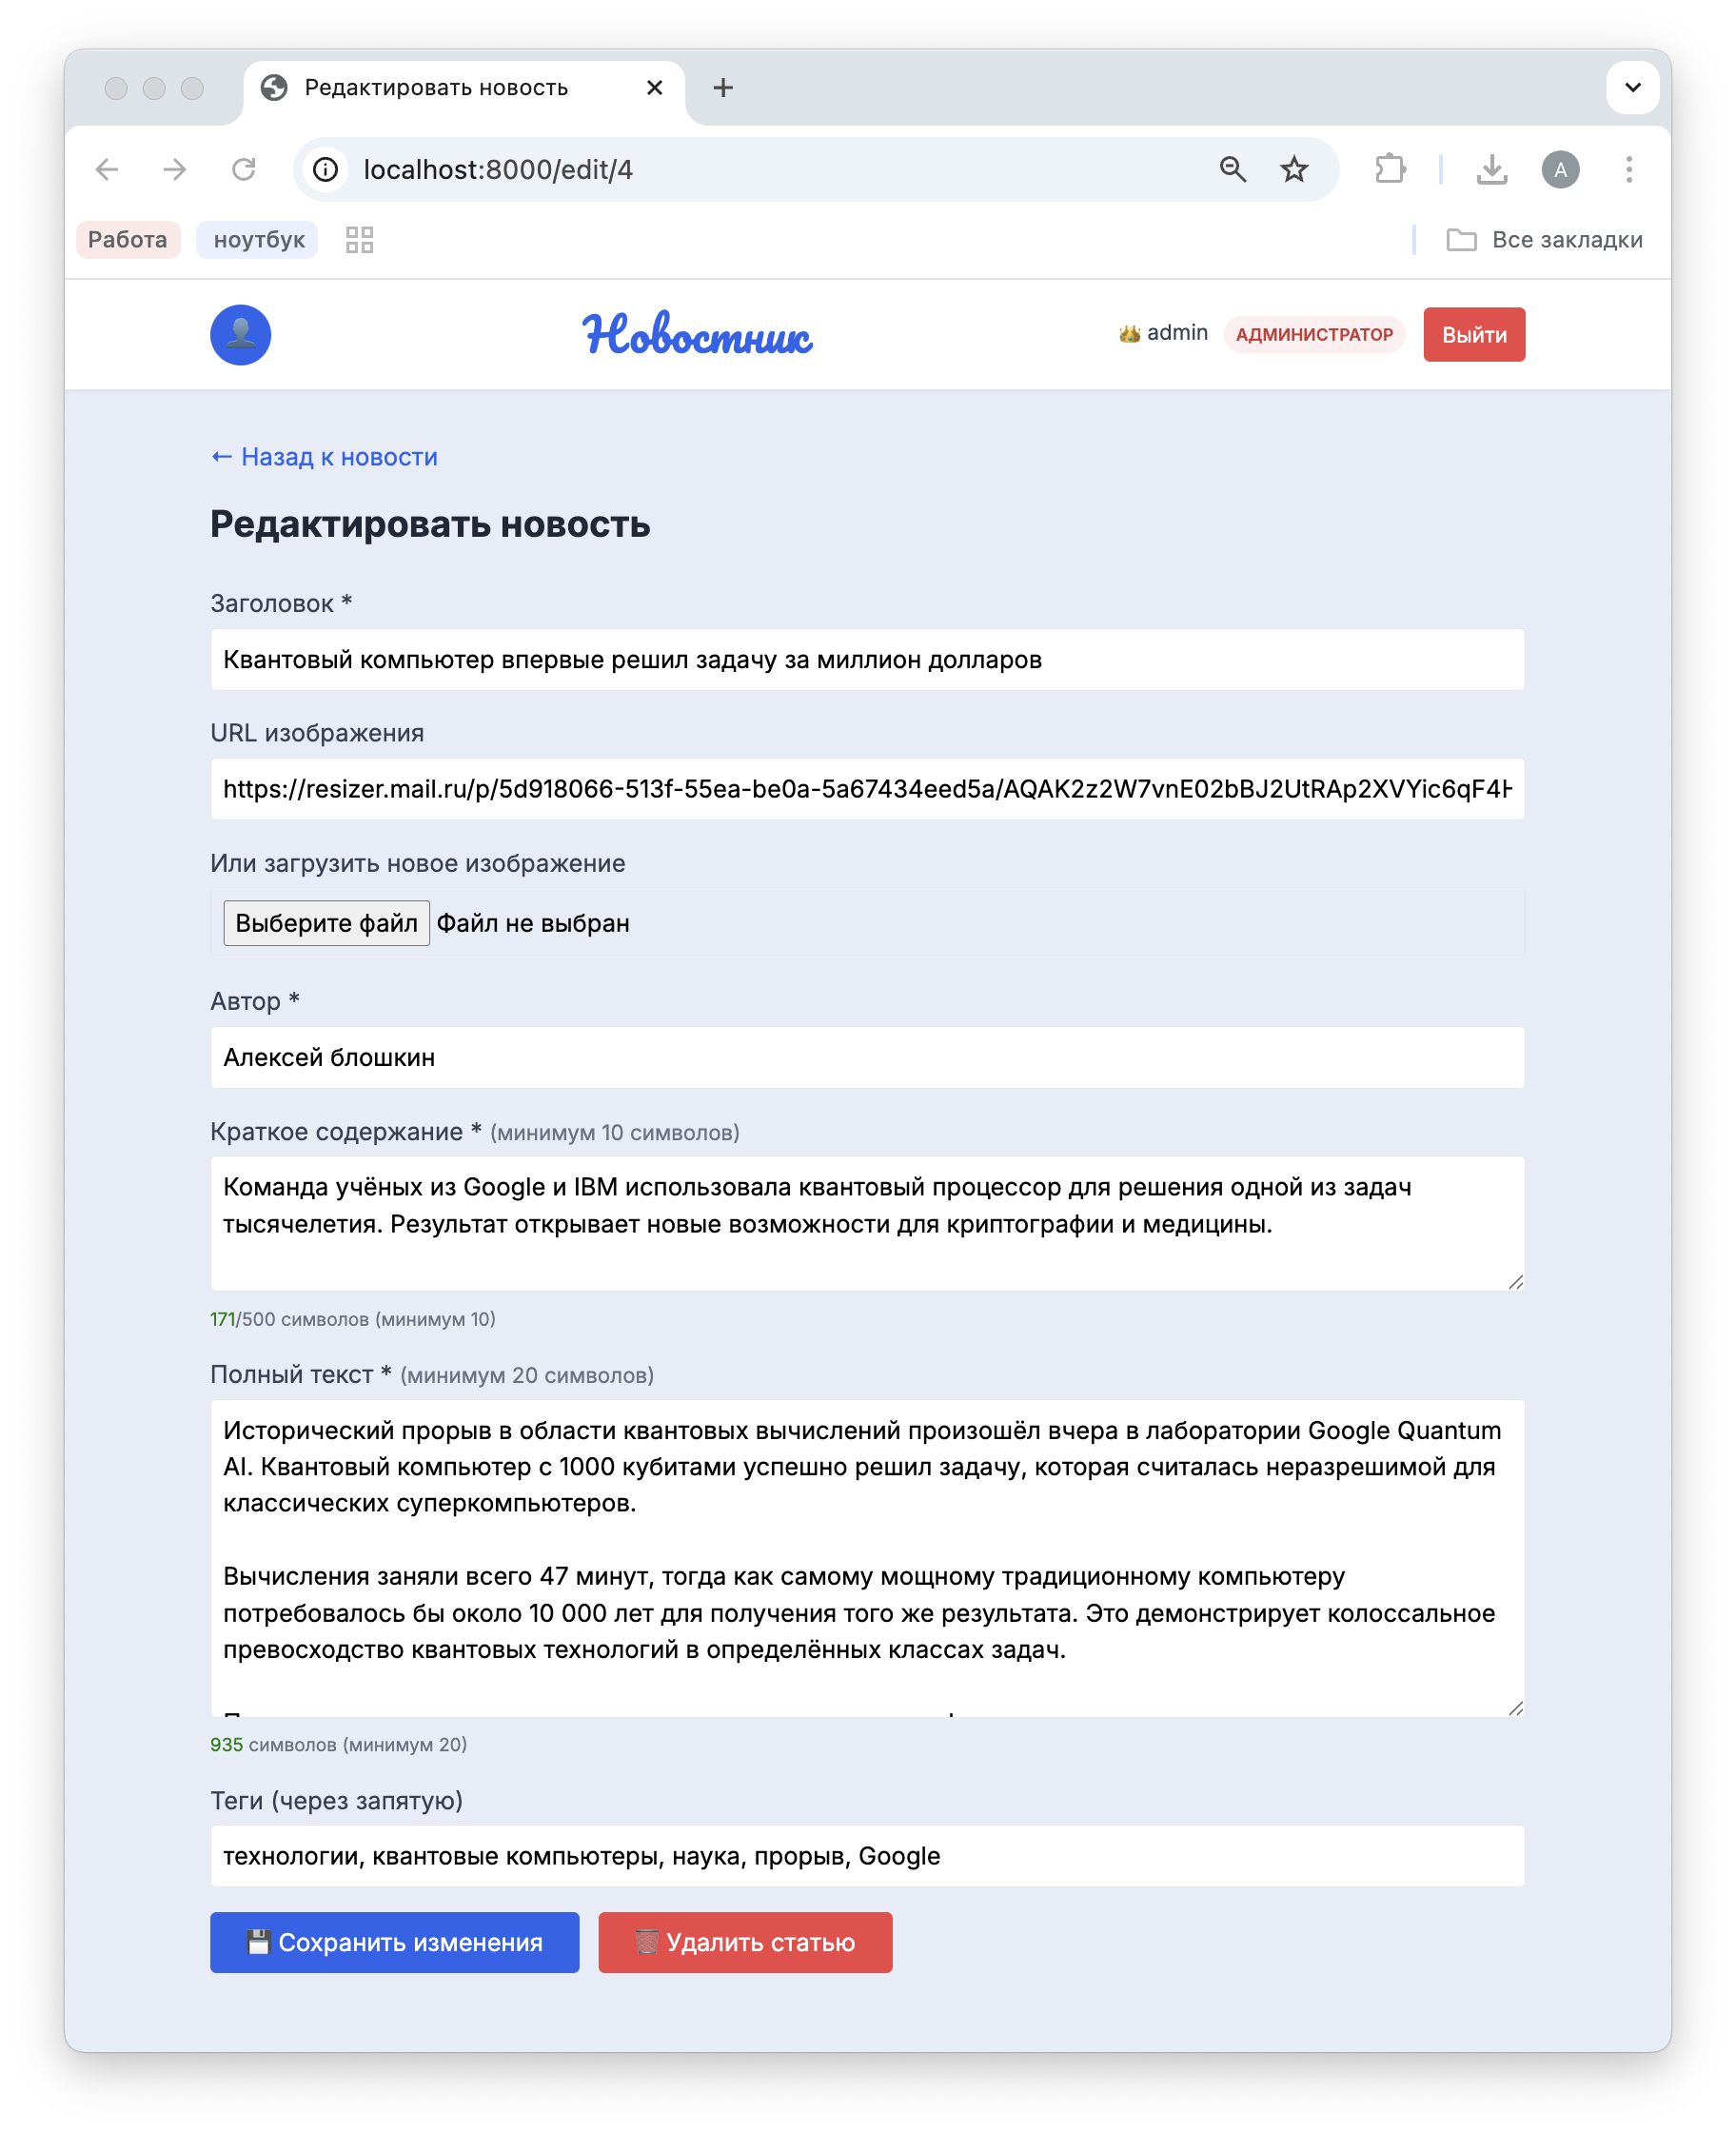 Редактировать новость
localhost:8000/edit/4
A
Работа
ноутбук
Все закладки
Новостник
admin
АДМИНИСТРАТОР
Выйти
← Назад к новости
Редактировать новость
Заголовок *
Квантовый компьютер впервые решил задачу за миллион долларов
URL изображения
https://resizer.mail.ru/p/5d918066-513f-55ea-be0a-5a67434eed5a/AQAK2z2W7vnE02bBJ2UtRAp2XVYic6qF4H
Или загрузить новое изображение
Выберите файл Файл не выбран
Автор *
Алексей блошкин
Краткое содержание * (минимум 10 символов)
Команда учёных из Google и IBM использовала квантовый процессор для решения одной из задач
тысячелетия. Результат открывает новые возможности для криптографии и медицины.
171/500 символов (минимум 10)
Полный текст * (минимум 20 символов)
Исторический прорыв в области квантовых вычислений произошёл вчера в лаборатории Google Quantum
AI. Квантовый компьютер с 1000 кубитами успешно решил задачу, которая считалась неразрешимой для
классических суперкомпьютеров.
Вычисления заняли всего 47 минут, тогда как самому мощному традиционному компьютеру
потребовалось бы около 10 000 лет для получения того же результата. Это демонстрирует колоссальное
превосходство квантовых технологий в определённых классах задач.
935 символов (минимум 20)
Теги (через запятую)
технологии, квантовые компьютеры, наука, прорыв, Google
Сохранить изменения
Удалить статью